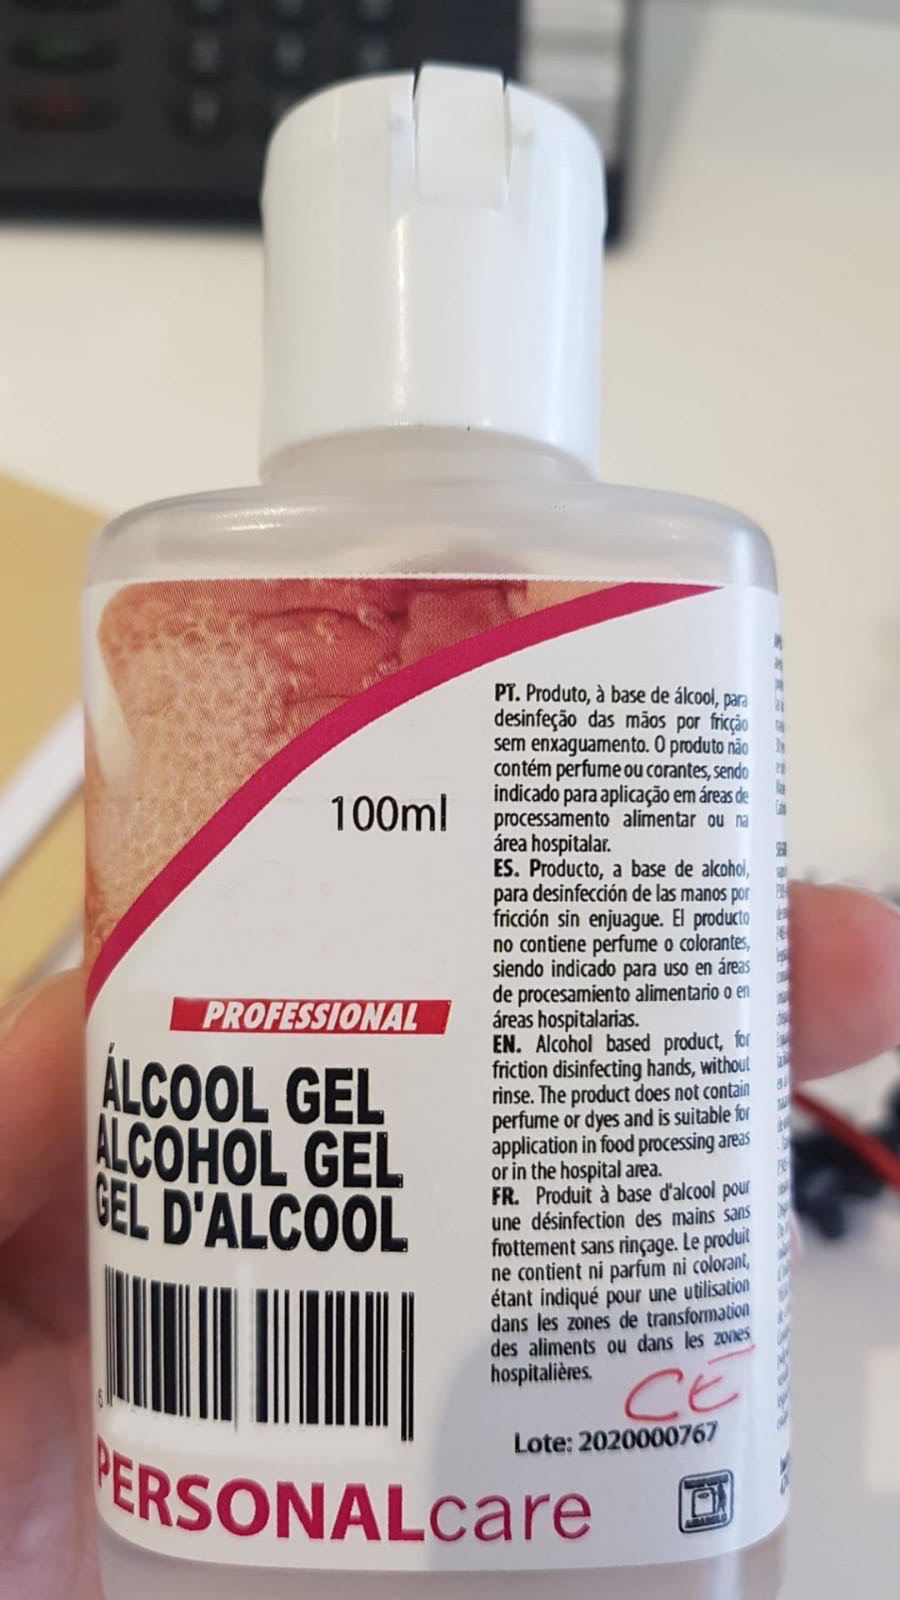 100ml
PROFESSIONAL
ÁLCOOL GEL
ALCOHOL GEL
GEL D'ALCOOL
PERSONALcare
PT. Produto, à base de álcool, para
desinfeção das mãos por fricção
sem enxaguamento. O produto não
contém perfume ou corantes, sendo
indicado para aplicação em áreas de
processamento alimentar ou na
área hospitalar.
ES. Producto, a base de alcohol,
para desinfección de las manos por
fricción sin enjuague. El producto
no contiene perfume o colorantes,
siendo indicado para uso en áreas
de procesamiento alimentario o en
áreas hospitalarias.
EN. Alcohol based product, for
friction disinfecting hands, without
rinse. The product does not contain
perfume or dyes and is suitable for
application in food processing areas
or in the hospital area.
FR. Produit à base d'alcool pour
une désinfection des mains sans
frottement sans rinçage. Le produit
ne contient ni parfum ni colorant,
étant indiqué pour une utilisation
dans les zones de transformation
des aliments ou dans les zones
hospitalières.
CE
Lote: 2020000767